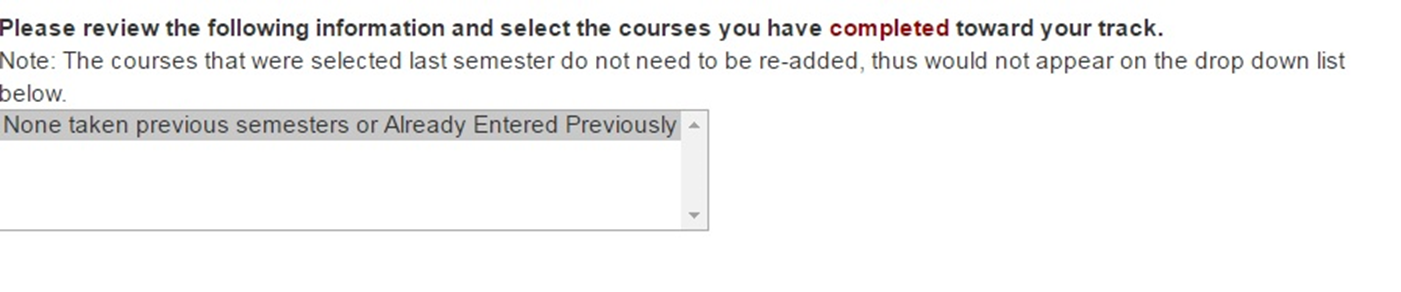 Please review the following information and select the courses you have completed toward your track.
Note: The courses that were selected last semester do not need to be re-added, thus would not appear on the drop down list
below.
None taken previous semesters or Already Entered Previously